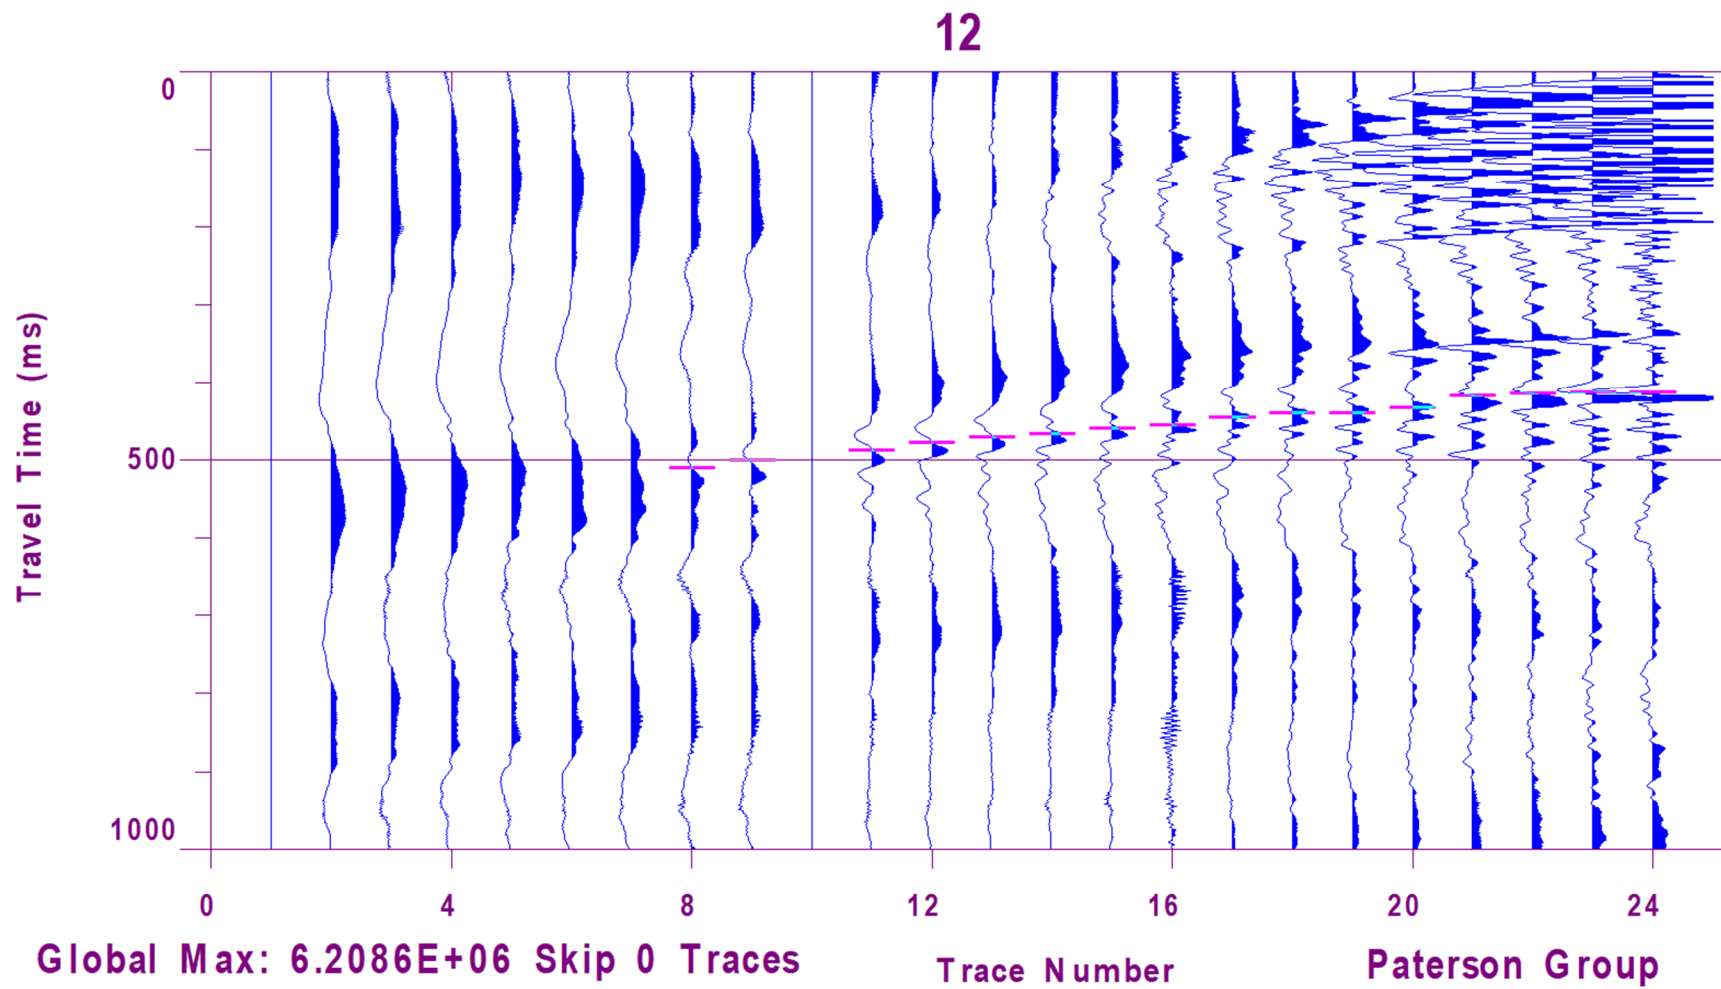 12
0
500
1000
Travel Time (ms)
0 4 8 12 16 20 24
Global Max: 6.2086E+06 Skip 0 Traces
Trace Number
Paterson Group